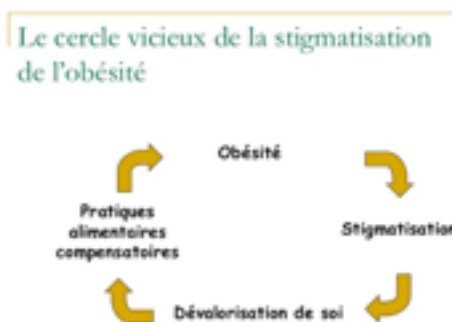 Le cercle vicieux de la stigmatisation
de l'obésité
Obésité
Stigmatisation
Dévalorisation de soi
Pratiques
alimentaires
compensatoires